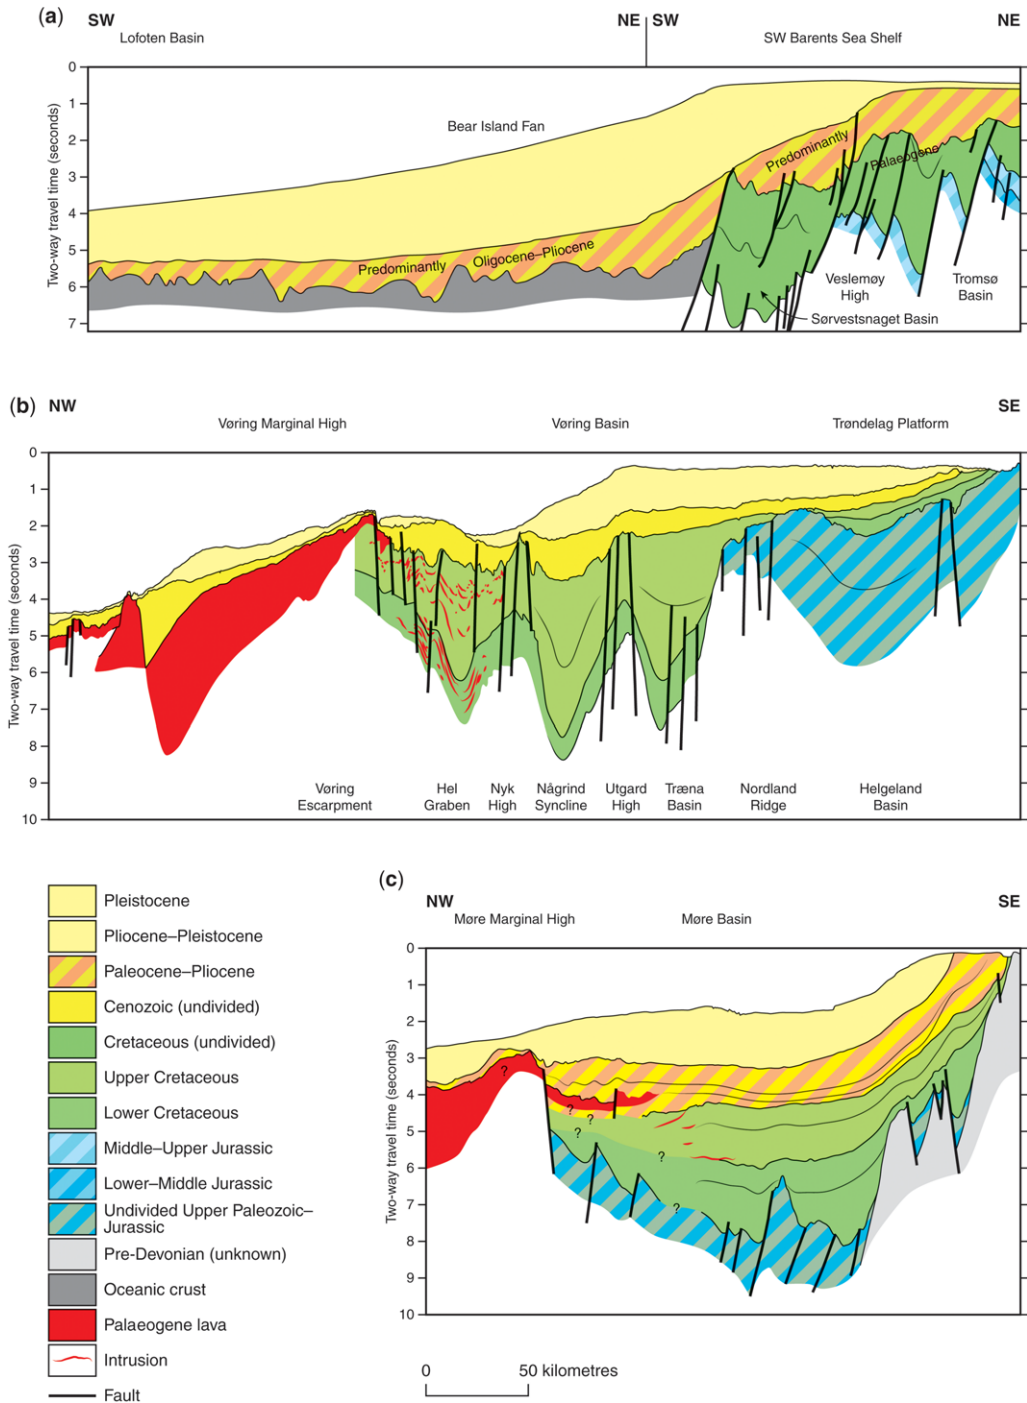 (a)
SW
NE
SW
NE
Lofoten Basin
SW Barents Sea Shelf
Two-way travel time (seconds)
0
1
2
3
4
5
6
7
Bear Island Fan
Predominantly
Palaeogene
Predominantly
Oligocene–Pliocene
Veslemøy
High
Tromsø
Basin
Sørvestsnaget Basin
(b)
NW
SE
Vøring Marginal High
Vøring Basin
Trøndelag Platform
Two-way travel time (seconds)
0
1
2
3
4
5
6
7
8
9
10
Vøring
Escarpment
Hel
Graben
Nyk
High
Någrind
Syncline
Utgard
High
Træna
Basin
Nordland
Ridge
Helgeland
Basin
Pleistocene
Pliocene–Pleistocene
Paleocene–Pliocene
Cenozoic (undivided)
Cretaceous (undivided)
Upper Cretaceous
Lower Cretaceous
Middle–Upper Jurassic
Lower–Middle Jurassic
Undivided Upper Paleozoic–
Jurassic
Pre-Devonian (unknown)
Oceanic crust
Palaeogene lava
Intrusion
Fault
(c)
NW
SE
Møre Marginal High
Møre Basin
Two-way travel time (seconds)
0
1
2
3
4
5
6
7
8
9
10
?
?
?
?
?
?
0
50 kilometres